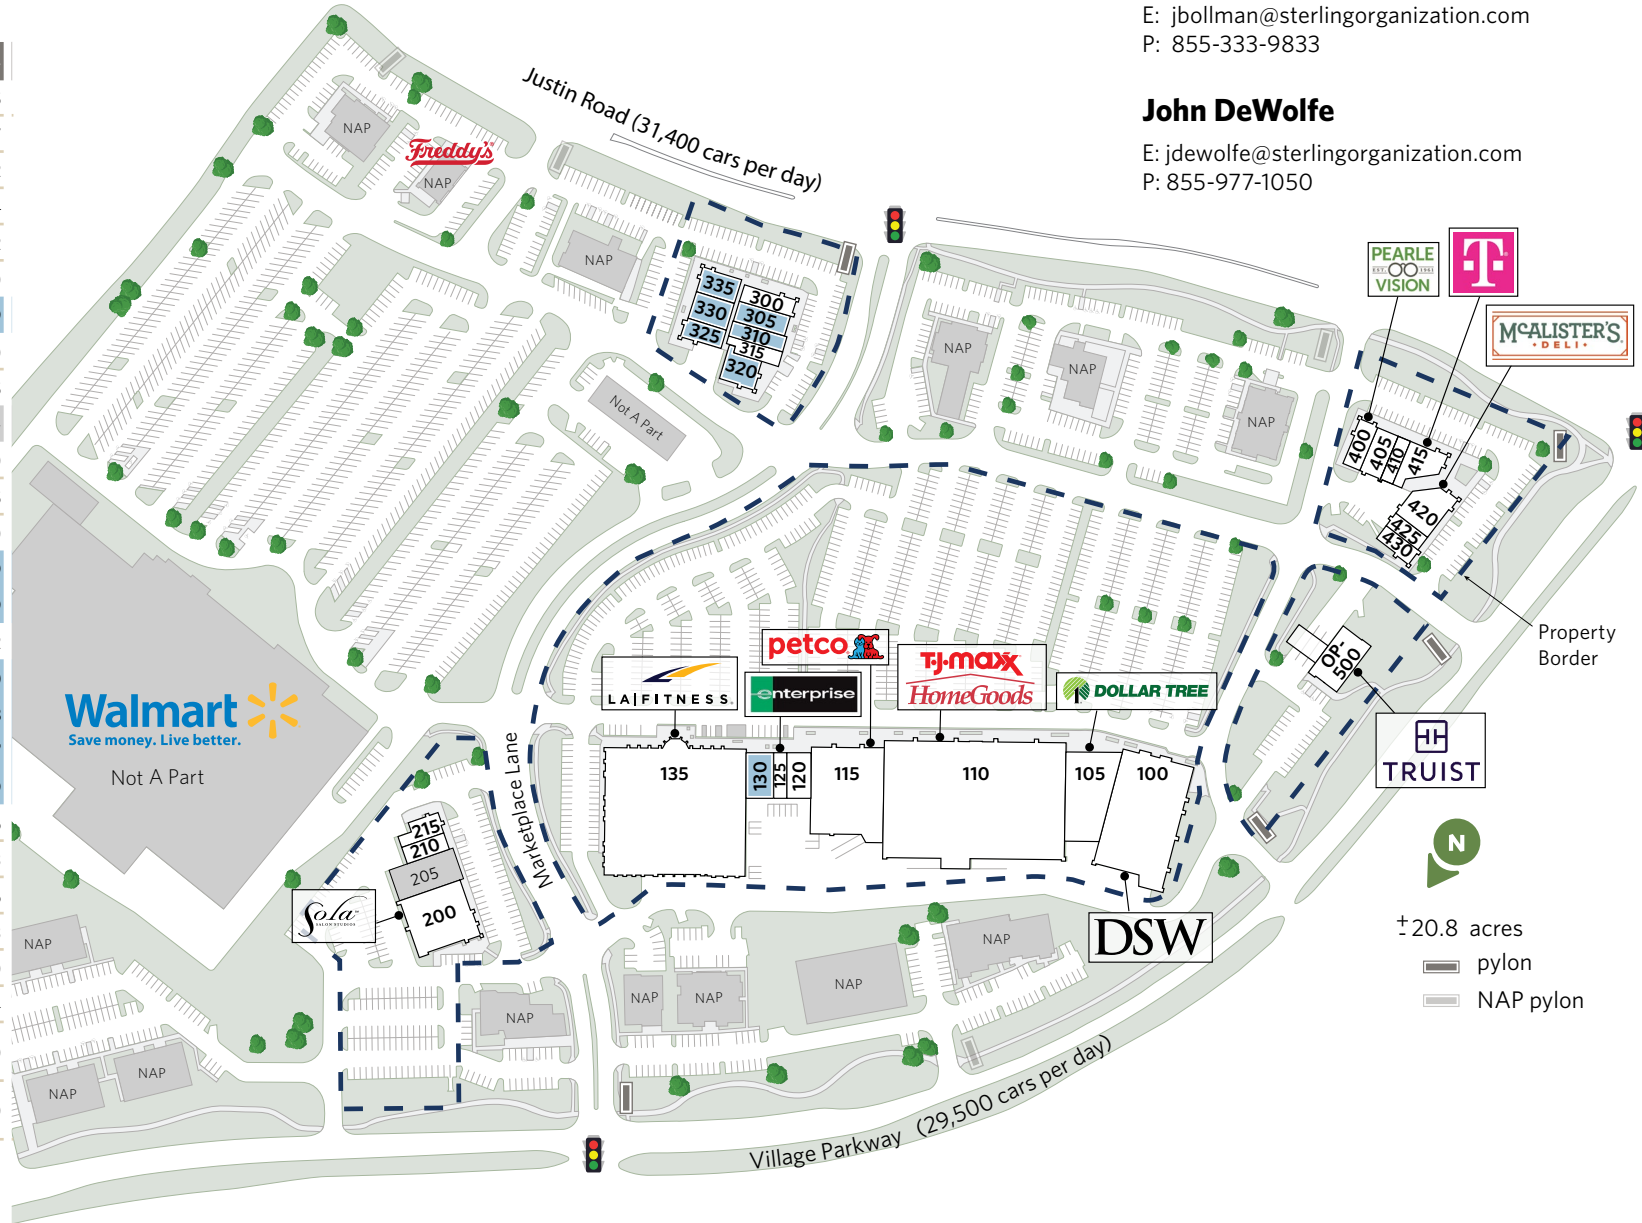 E: jbollman@sterlingorganization.com
P: 855-333-9833
John DeWolfe
E: jdewolfe@sterlingorganization.com
P: 855-977-1050
Justin Road (31,400 cars per day)
NAP
Freddy's
NAP
NAP
335
330
325
300
305
310
315
320
Not A Part
NAP
NAP
NAP
PEARLE
EST. 1961
VISION
T
McALISTER'S
DELI
400
405
410
415
420
425
430
Property
Border
OP-
500
TRUIST
Walmart
Save money. Live better.
Not A Part
LA|FITNESS
petco
enterprise
T·J·maxx
HomeGoods
DOLLAR TREE
135
130
125
120
115
110
105
100
Marketplace Lane
215
210
205
200
Sola
SALON STUDIOS
DSW
N
±20.8 acres
pylon
NAP pylon
NAP
NAP
NAP
NAP
NAP
NAP
NAP
NAP
Village Parkway (29,500 cars per day)